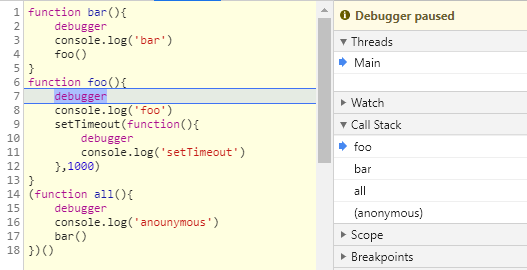 1 function bar(){
2 debugger
3 console.log('bar')
4 foo()
5 }
6 function foo(){
7 debugger
8 console.log('foo')
9 setTimeout(function(){
10 debugger
11 console.log('setTimeout')
12 },1000)
13 }
14 (function all(){
15 debugger
16 console.log('anounymous')
17 bar()
18 })()
Debugger paused
Threads
Main
Watch
Call Stack
foo
bar
all
(anonymous)
Scope
Breakpoints